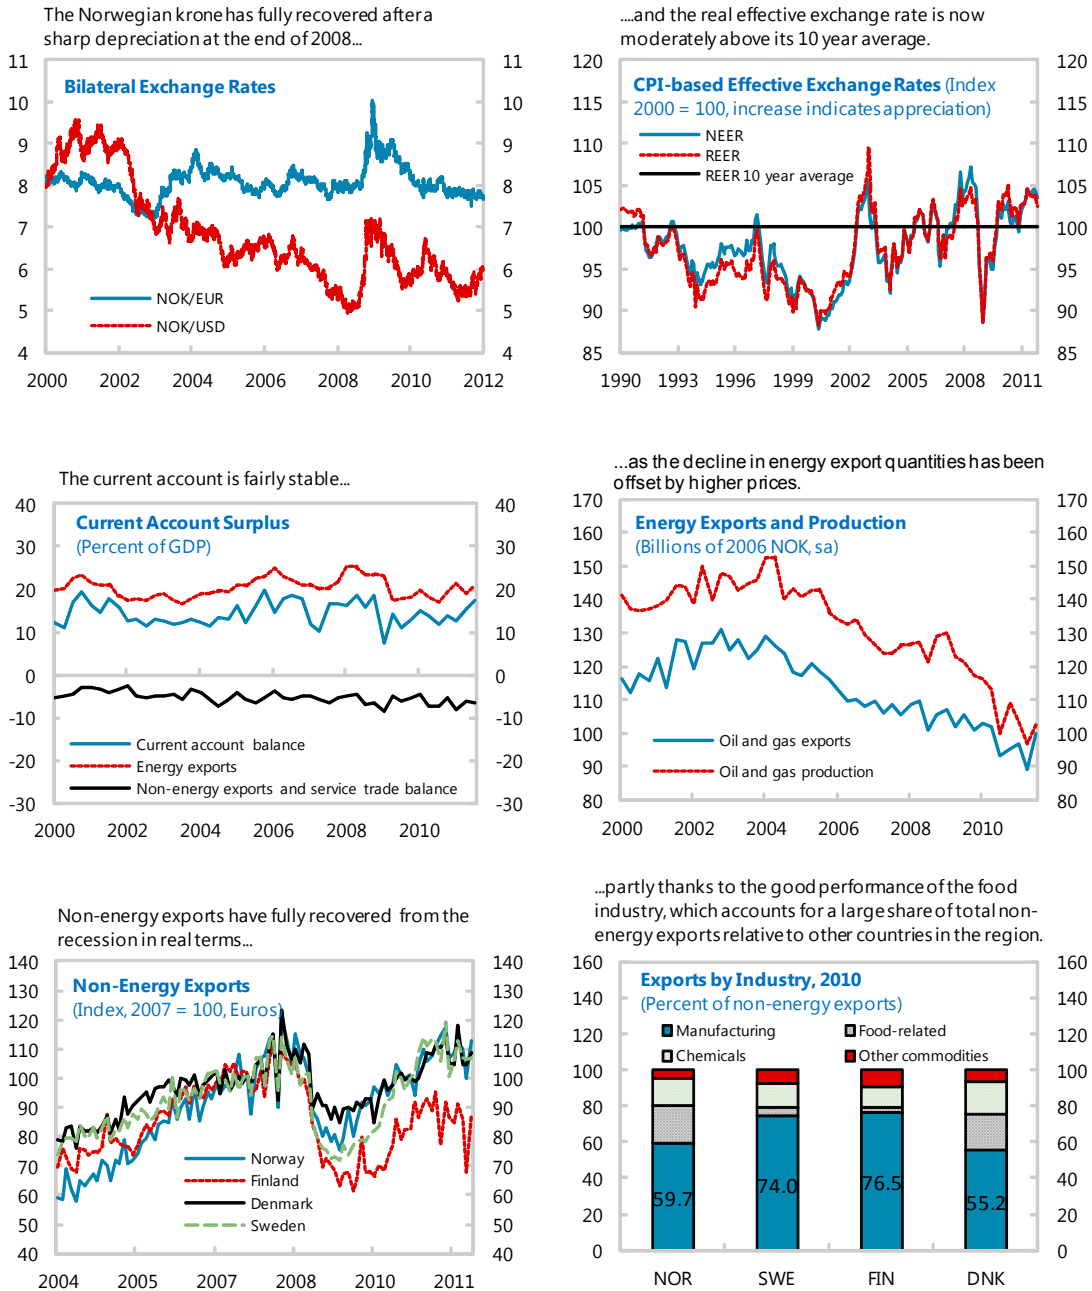 The Norwegian krone has fully recovered after a
sharp depreciation at the end of 2008...
11
10
9
8
7
6
5
4
11
10
9
8
7
6
5
4
Bilateral Exchange Rates
NOK/EUR
NOK/USD
2000 2002 2004 2006 2008 2010 2012
....and the real effective exchange rate is now
moderately above its 10 year average.
120
115
110
105
100
95
90
85
120
115
110
105
100
95
90
85
CPI-based Effective Exchange Rates (Index
2000 = 100, increase indicates appreciation)
NEER
REER
REER 10 year average
1990 1993 1996 1999 2002 2005 2008 2011
The current account is fairly stable...
40
30
20
10
0
-10
-20
-30
40
30
20
10
0
-10
-20
-30
Current Account Surplus
(Percent of GDP)
Current account balance
Energy exports
Non-energy exports and service trade balance
2000 2002 2004 2006 2008 2010
...as the decline in energy export quantities has been
offset by higher prices.
170
160
150
140
130
120
110
100
90
80
170
160
150
140
130
120
110
100
90
80
Energy Exports and Production
(Billions of 2006 NOK, sa)
Oil and gas exports
Oil and gas production
2000 2002 2004 2006 2008 2010
Non-energy exports have fully recovered from the
recession in real terms...
140
130
120
110
100
90
80
70
60
50
40
140
130
120
110
100
90
80
70
60
50
40
Non-Energy Exports
(Index, 2007 = 100, Euros)
Norway
Finland
Denmark
Sweden
2004 2005 2007 2008 2010 2011
...partly thanks to the good performance of the food
industry, which accounts for a large share of total non-
energy exports relative to other countries in the region.
160
140
120
100
80
60
40
20
0
160
140
120
100
80
60
40
20
0
Exports by Industry, 2010
(Percent of non-energy exports)
Manufacturing
Food-related
Chemicals
Other commodities
59.7
74.0
76.5
55.2
NOR SWE FIN DNK